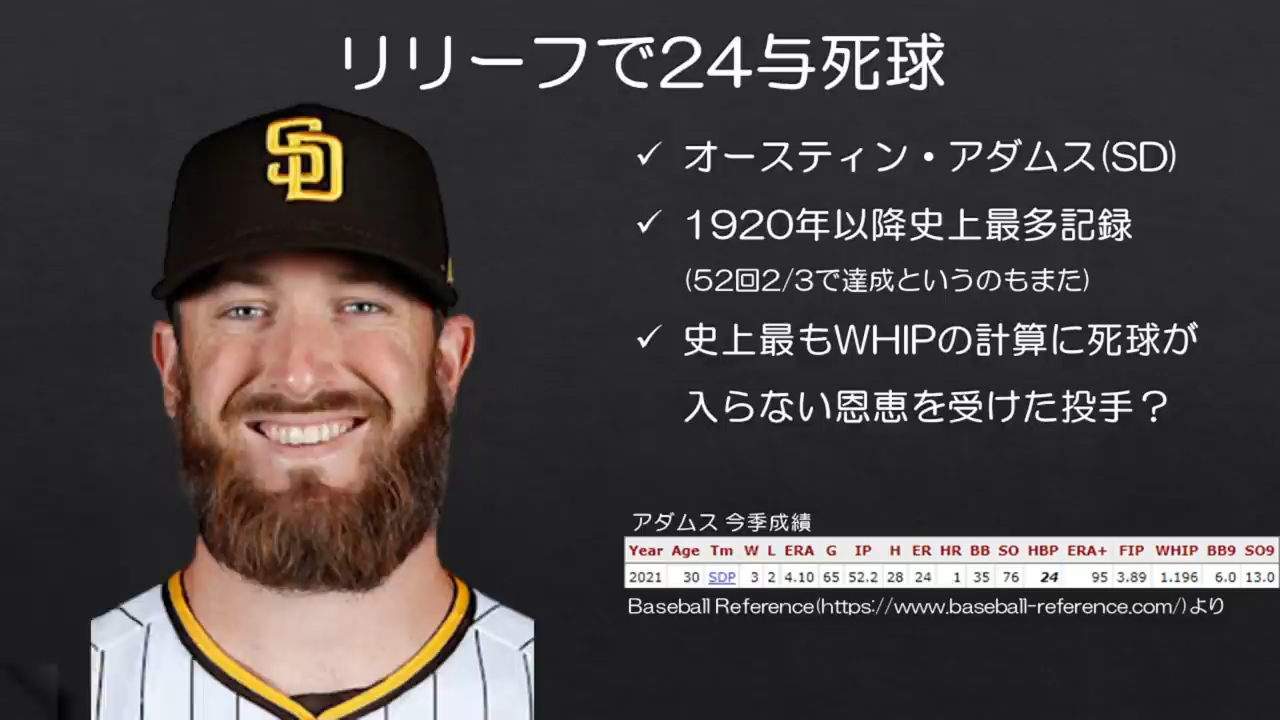 リリーフで24与死球
SD
✓ オースティン・アダムス(SD)
✓ 1920年以降史上最多記録
(52回2/3で達成というのもまた)
✓ 史上最もWHIPの計算に死球が
入らない恩恵を受けた投手？
アダムス 今季成績
Year Age Tm W L ERA G IP H ER HR BB SO HBP ERA+ FIP WHIP BB9 SO9
2021 30 SDP 3 2 4.10 65 52.2 28 24 1 35 76 24 95 3.89 1.196 6.0 13.0
Baseball Reference(https://www.baseball-reference.com/)より